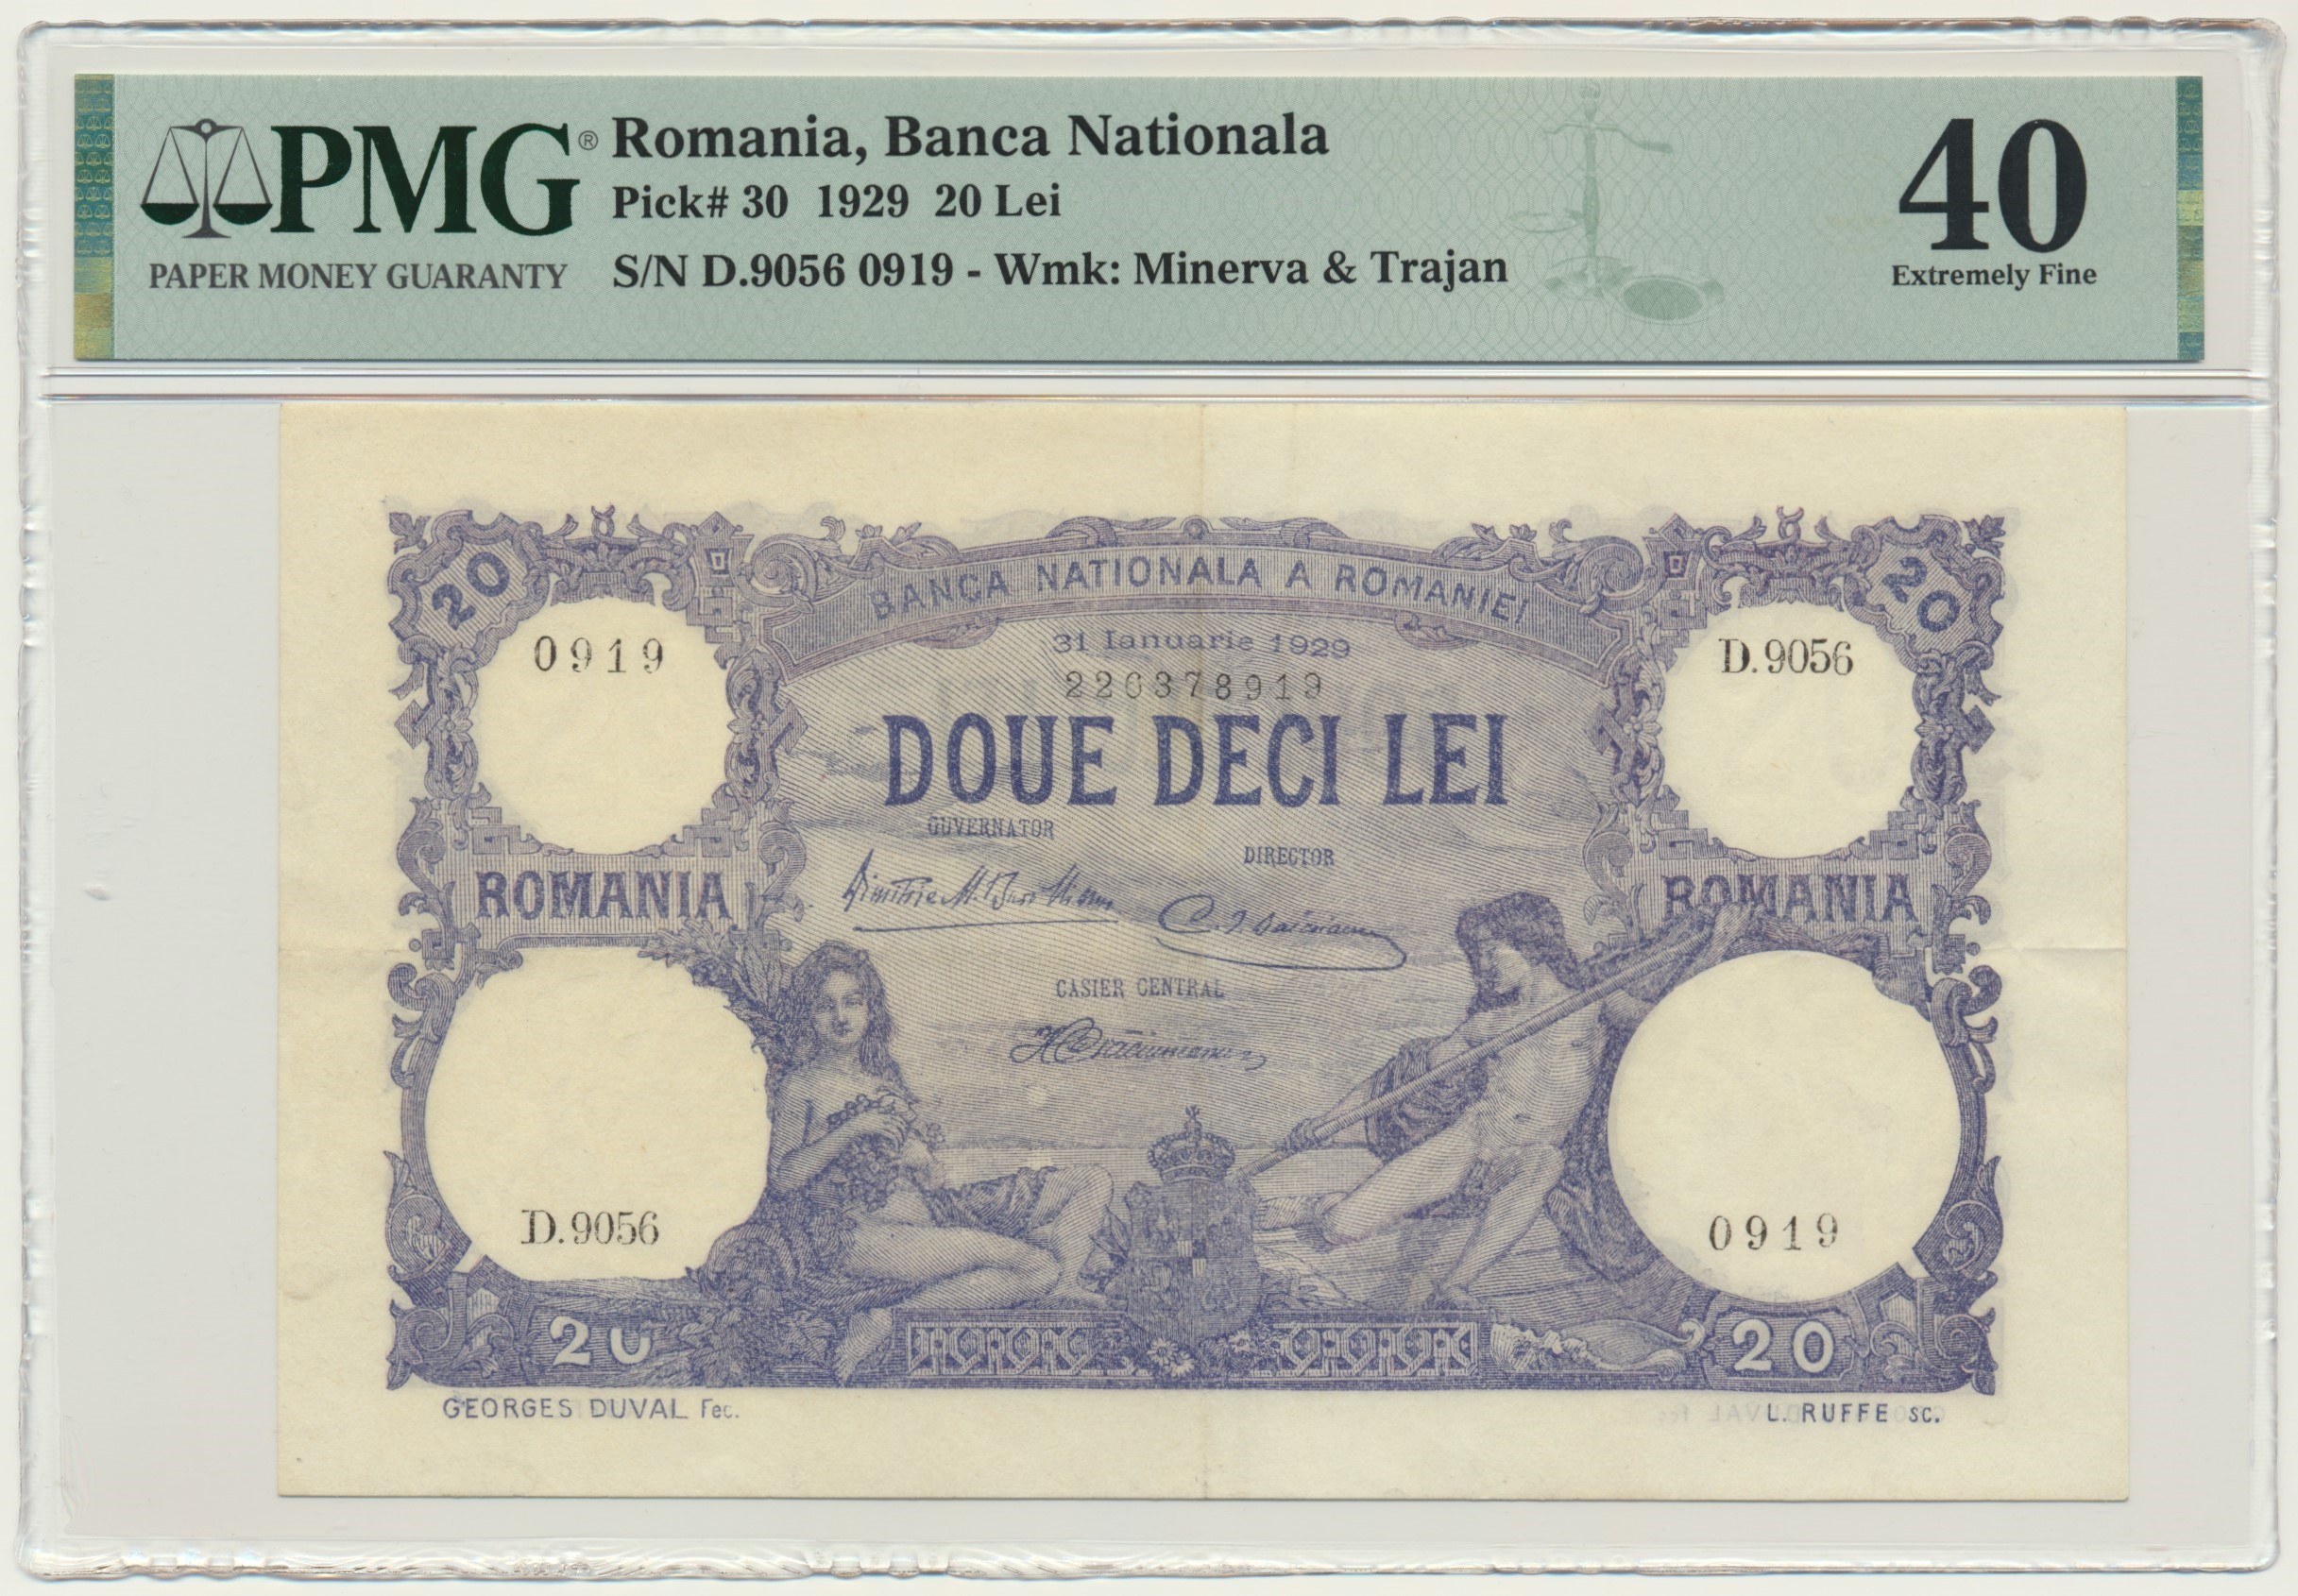 PMG®
PAPER MONEY GUARANTY
Romania, Banca Nationala
Pick# 30 1929 20 Lei
S/N D.9056 0919 - Wmk: Minerva & Trajan
40
Extremely Fine
20
20
BANCA NATIONALA A ROMANIEI
31 Ianuarie 1929
0919
D.9056
226378919
DOUE DECI LEI
GUVERNATOR
DIRECTOR
ROMANIA
ROMANIA
CASIER CENTRAL
D.9056
0919
20
20
GEORGES DUVAL Fec.
L. RUFFE SC.